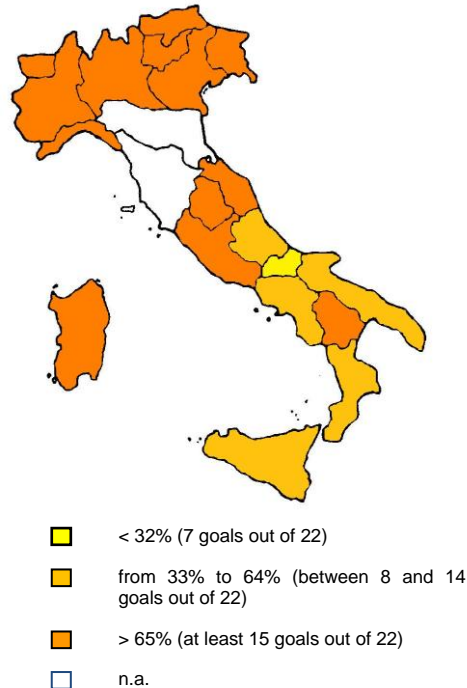 < 32% (7 goals out of 22)
from 33% to 64% (between 8 and 14
goals out of 22)
> 65% (at least 15 goals out of 22)
n.a.